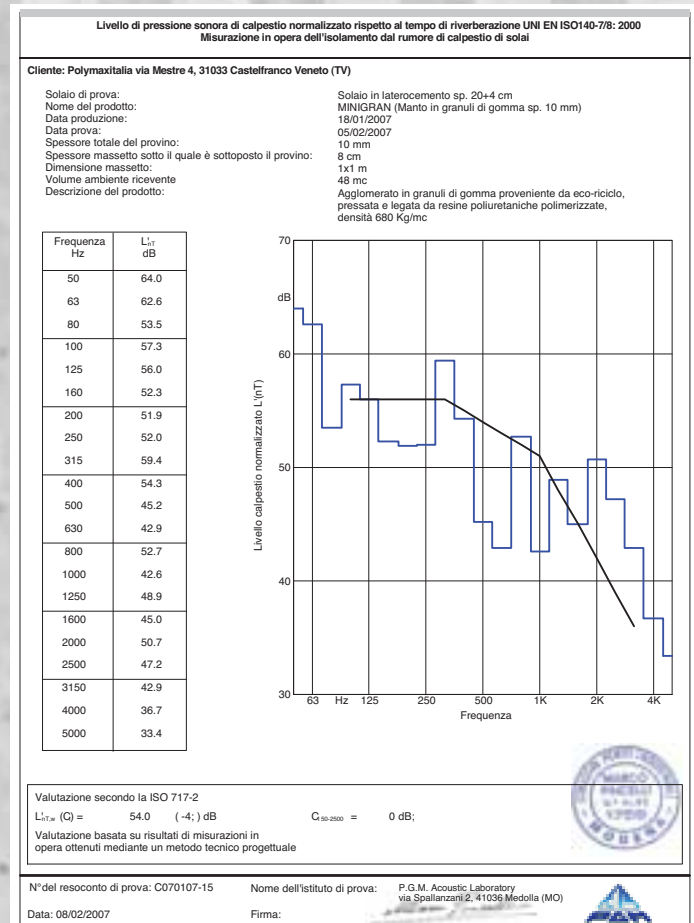 Livello di pressione sonora di calpestio normalizzato rispetto al tempo di riverberazione UNI EN ISO140-7/8: 2000
Misurazione in opera dell'isolamento dal rumore di calpestio di solai
Cliente: Polymaxitalia via Mestre 4, 31033 Castelfranco Veneto (TV)
Solaio di prova: Solaio in laterocemento sp. 20+4 cm
Nome del prodotto: MINIGRAN (Manto in granuli di gomma sp. 10 mm)
Data produzione: 18/01/2007
Data prova: 05/02/2007
Spessore totale del provino: 10 mm
Spessore massetto sotto il quale è sottoposto il provino: 8 cm
Dimensione massetto: 1x1 m
Volume ambiente ricevente 48 mc
Descrizione del prodotto: Agglomerato in granuli di gomma proveniente da eco-riciclo,
pressata e legata da resine poliuretaniche polimerizzate,
densità 680 Kg/mc
Frequenza L'nT
Hz dB
50 64.0
63 62.6
80 53.5
100 57.3
125 56.0
160 52.3
200 51.9
250 52.0
315 59.4
400 54.3
500 45.2
630 42.9
800 52.7
1000 42.6
1250 48.9
1600 45.0
2000 50.7
2500 47.2
3150 42.9
4000 36.7
5000 33.4
70
dB
60
50
40
30
Livello calpestio normalizzato L'(nT)
63 Hz 125 250 500 1K 2K 4K
Frequenza
Valutazione secondo la ISO 717-2
L'nT,w (C) = 54.0 ( -4; ) dB CI 50-2500 = 0 dB;
Valutazione basata su risultati di misurazioni in
opera ottenuti mediante un metodo tecnico progettuale
MARCO
MODENA
N°del resoconto di prova: C070107-15 Nome dell'istituto di prova: P.G.M. Acoustic Laboratory
via Spallanzani 2, 41036 Medolla (MO)
Data: 08/02/2007 Firma: